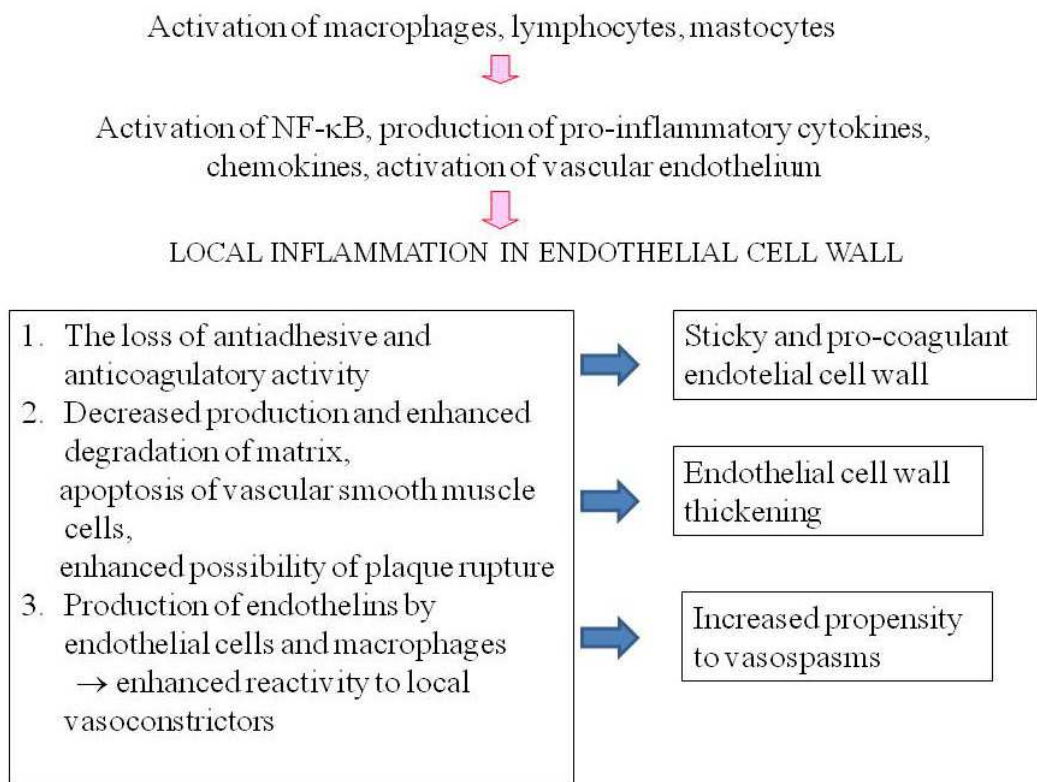 Activation of macrophages, lymphocytes, mastocytes
Activation of NF-κB, production of pro-inflammatory cytokines,
chemokines, activation of vascular endothelium
LOCAL INFLAMMATION IN ENDOTHELIAL CELL WALL
1. The loss of antiadhesive and
anticoagulatory activity
2. Decreased production and enhanced
degradation of matrix,
apoptosis of vascular smooth muscle
cells,
enhanced possibility of plaque rupture
3. Production of endothelins by
endothelial cells and macrophages
→ enhanced reactivity to local
vasoconstrictors
Sticky and pro-coagulant
endotelial cell wall
Endothelial cell wall
thickening
Increased propensity
to vasospasms